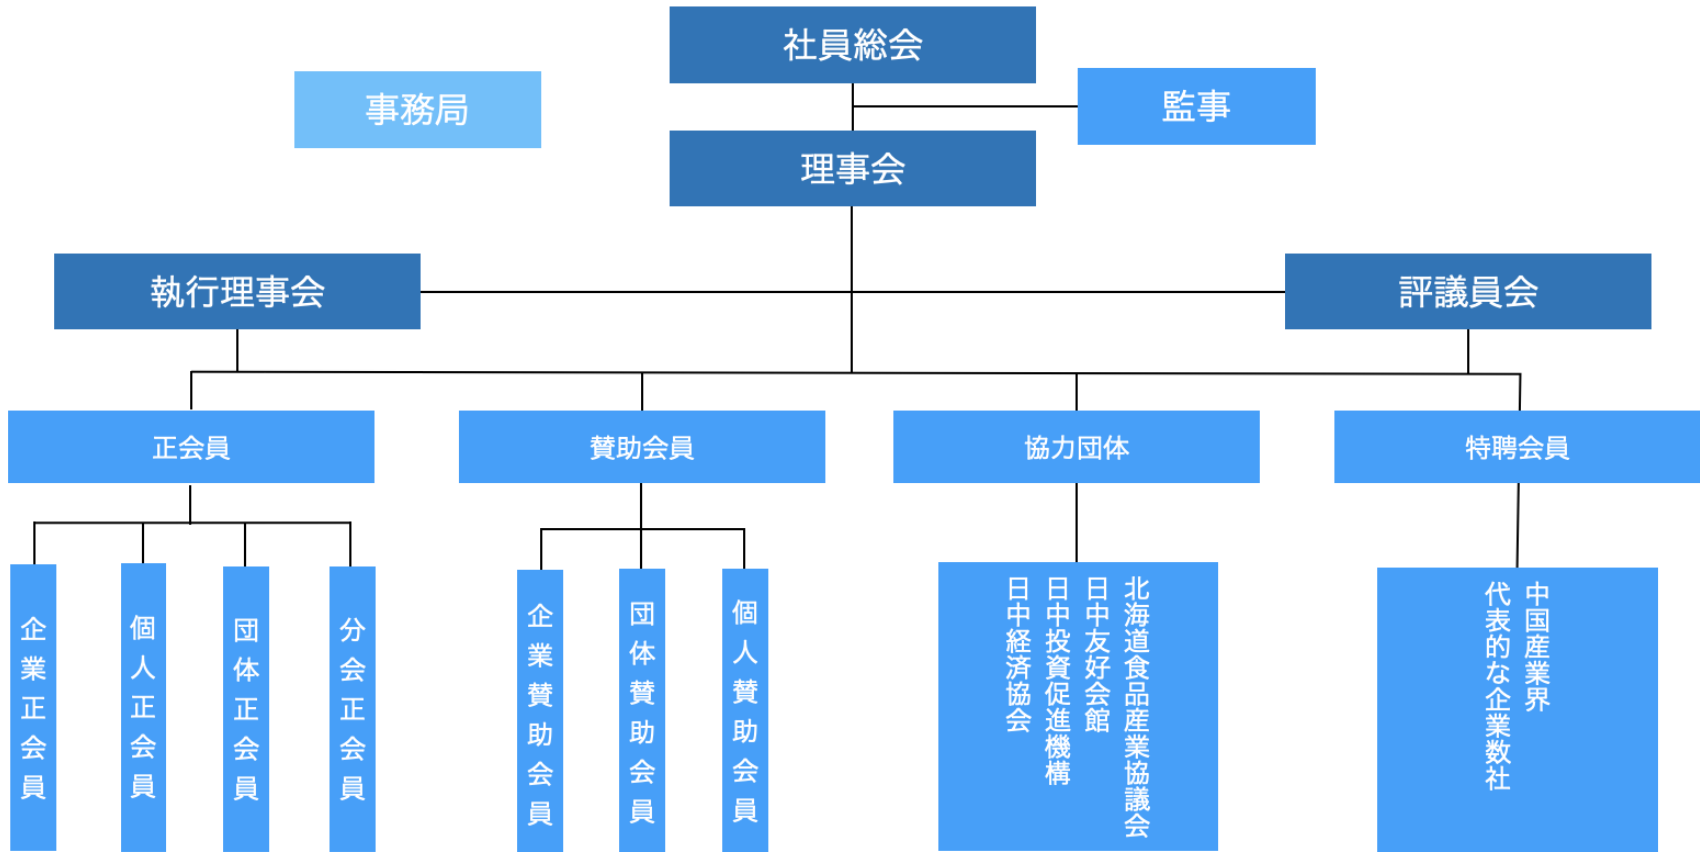 社員総会
事務局
監事
理事会
執行理事会
評議員会
正会員
賛助会員
協力団体
特聘会員
企業正会員
個人正会員
団体正会員
分会正会員
企業賛助会員
団体賛助会員
個人賛助会員
北海道食品産業協議会
日中友好会館
日中投資促進機構
日中経済協会
中国産業界
代表的な企業数社